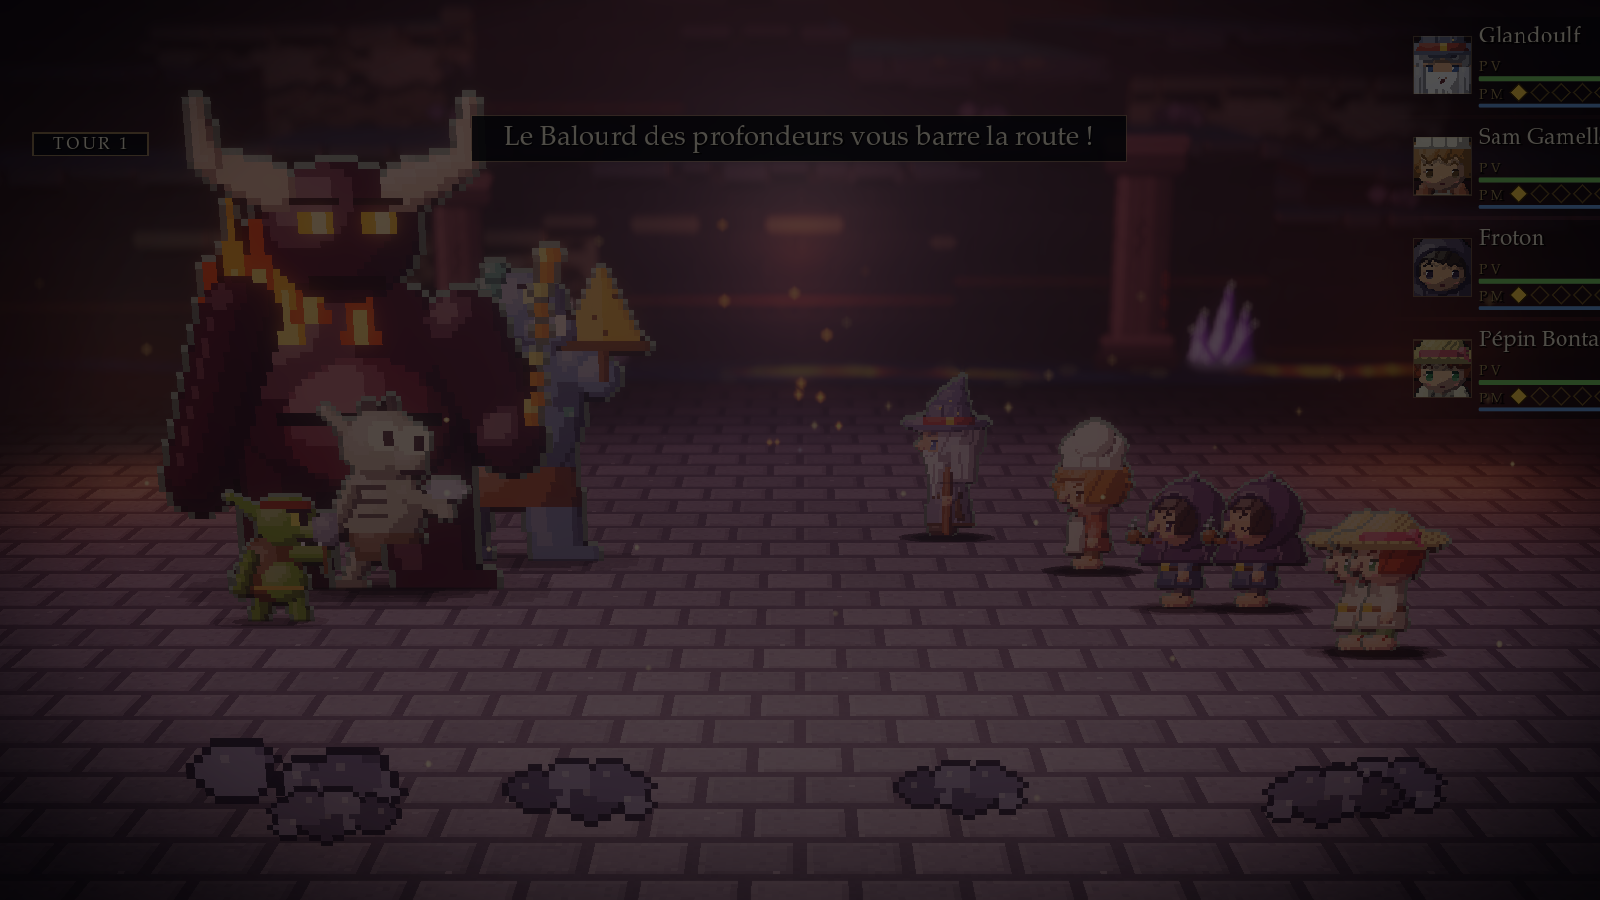 Glandoulf
PV
PM
TOUR 1
Le Balourd des profondeurs vous barre la route !
Sam Gamell
PV
PM
Froton
PV
PM
Pépin Bonta
PV
PM